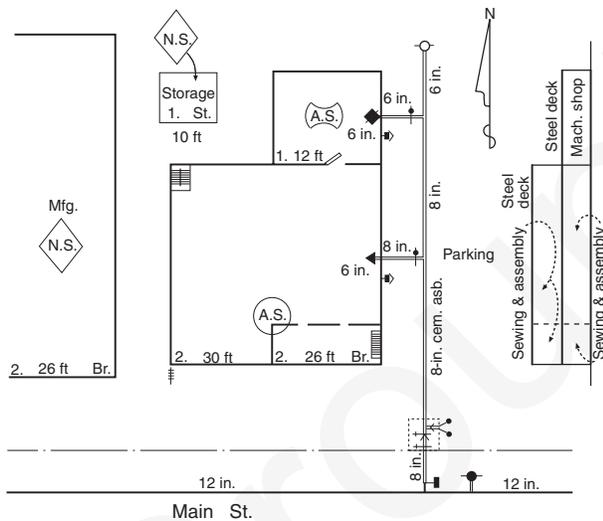 N.S.
Storage
1. St.
10 ft
A.S.
6 in.
6 in.
6 in.
1. 12 ft
N
Steel deck
Mach. shop
Mfg.
N.S.
8 in.
8 in.
6 in.
Parking
Steel
deck
Sewing & assembly
Sewing & assembly
A.S.
2. 30 ft
2. 26 ft Br.
2. 26 ft Br.
8-in. cem. asb.
8 in.
12 in.
12 in.
Main St.